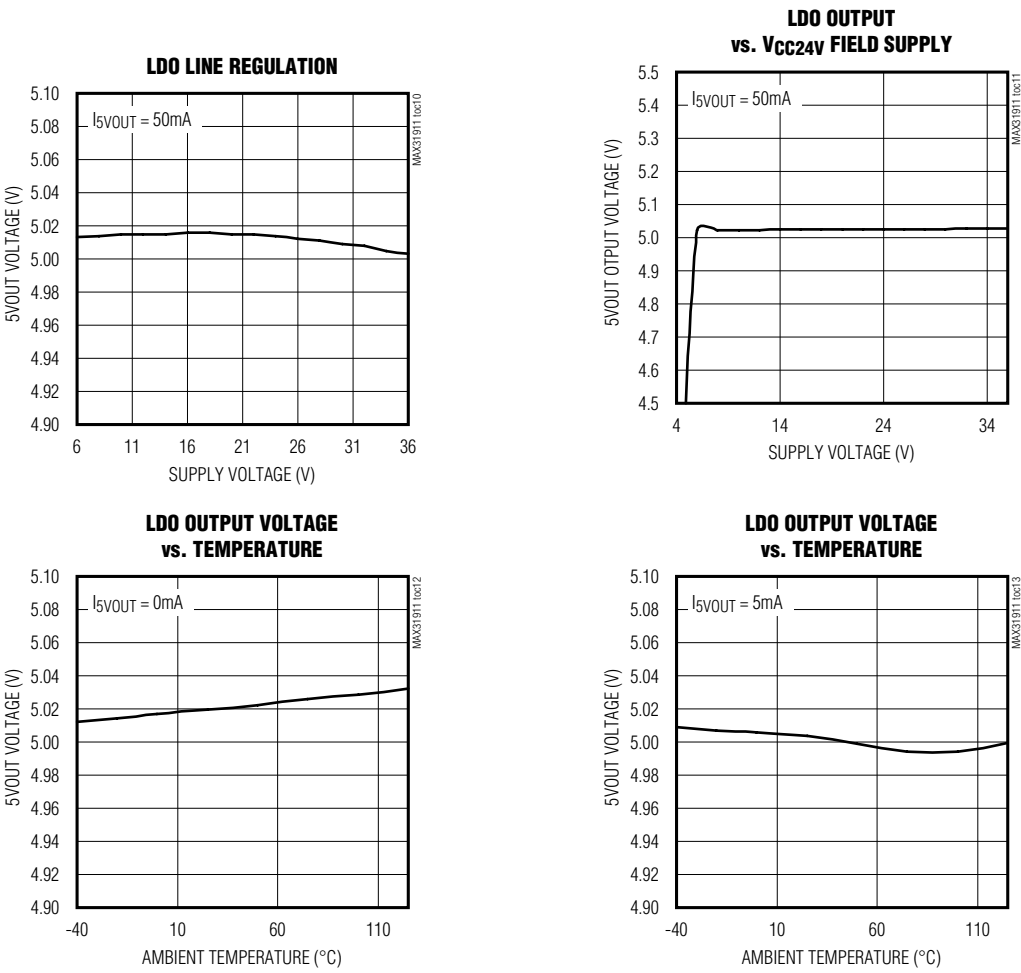 LDO LINE REGULATION
5.10
5.08
5.06
5.04
5.02
5.00
4.98
4.96
4.94
4.92
4.90
5VOUT VOLTAGE (V)
I5VOUT = 50mA
MAX31911 toc10
6 11 16 21 26 31 36
SUPPLY VOLTAGE (V)
LDO OUTPUT
vs. VCC24V FIELD SUPPLY
5.5
5.4
5.3
5.2
5.1
5.0
4.9
4.8
4.7
4.6
4.5
5VOUT OTPUT VOLTAGE (V)
I5VOUT = 50mA
MAX31911 toc11
4 14 24 34
SUPPLY VOLTAGE (V)
LDO OUTPUT VOLTAGE
vs. TEMPERATURE
5.10
5.08
5.06
5.04
5.02
5.00
4.98
4.96
4.94
4.92
4.90
5VOUT VOLTAGE (V)
I5VOUT = 0mA
MAX31911 toc12
-40 10 60 110
AMBIENT TEMPERATURE (°C)
LDO OUTPUT VOLTAGE
vs. TEMPERATURE
5.10
5.08
5.06
5.04
5.02
5.00
4.98
4.96
4.94
4.92
4.90
5VOUT VOLTAGE (V)
I5VOUT = 5mA
MAX31911 toc13
-40 10 60 110
AMBIENT TEMPERATURE (°C)